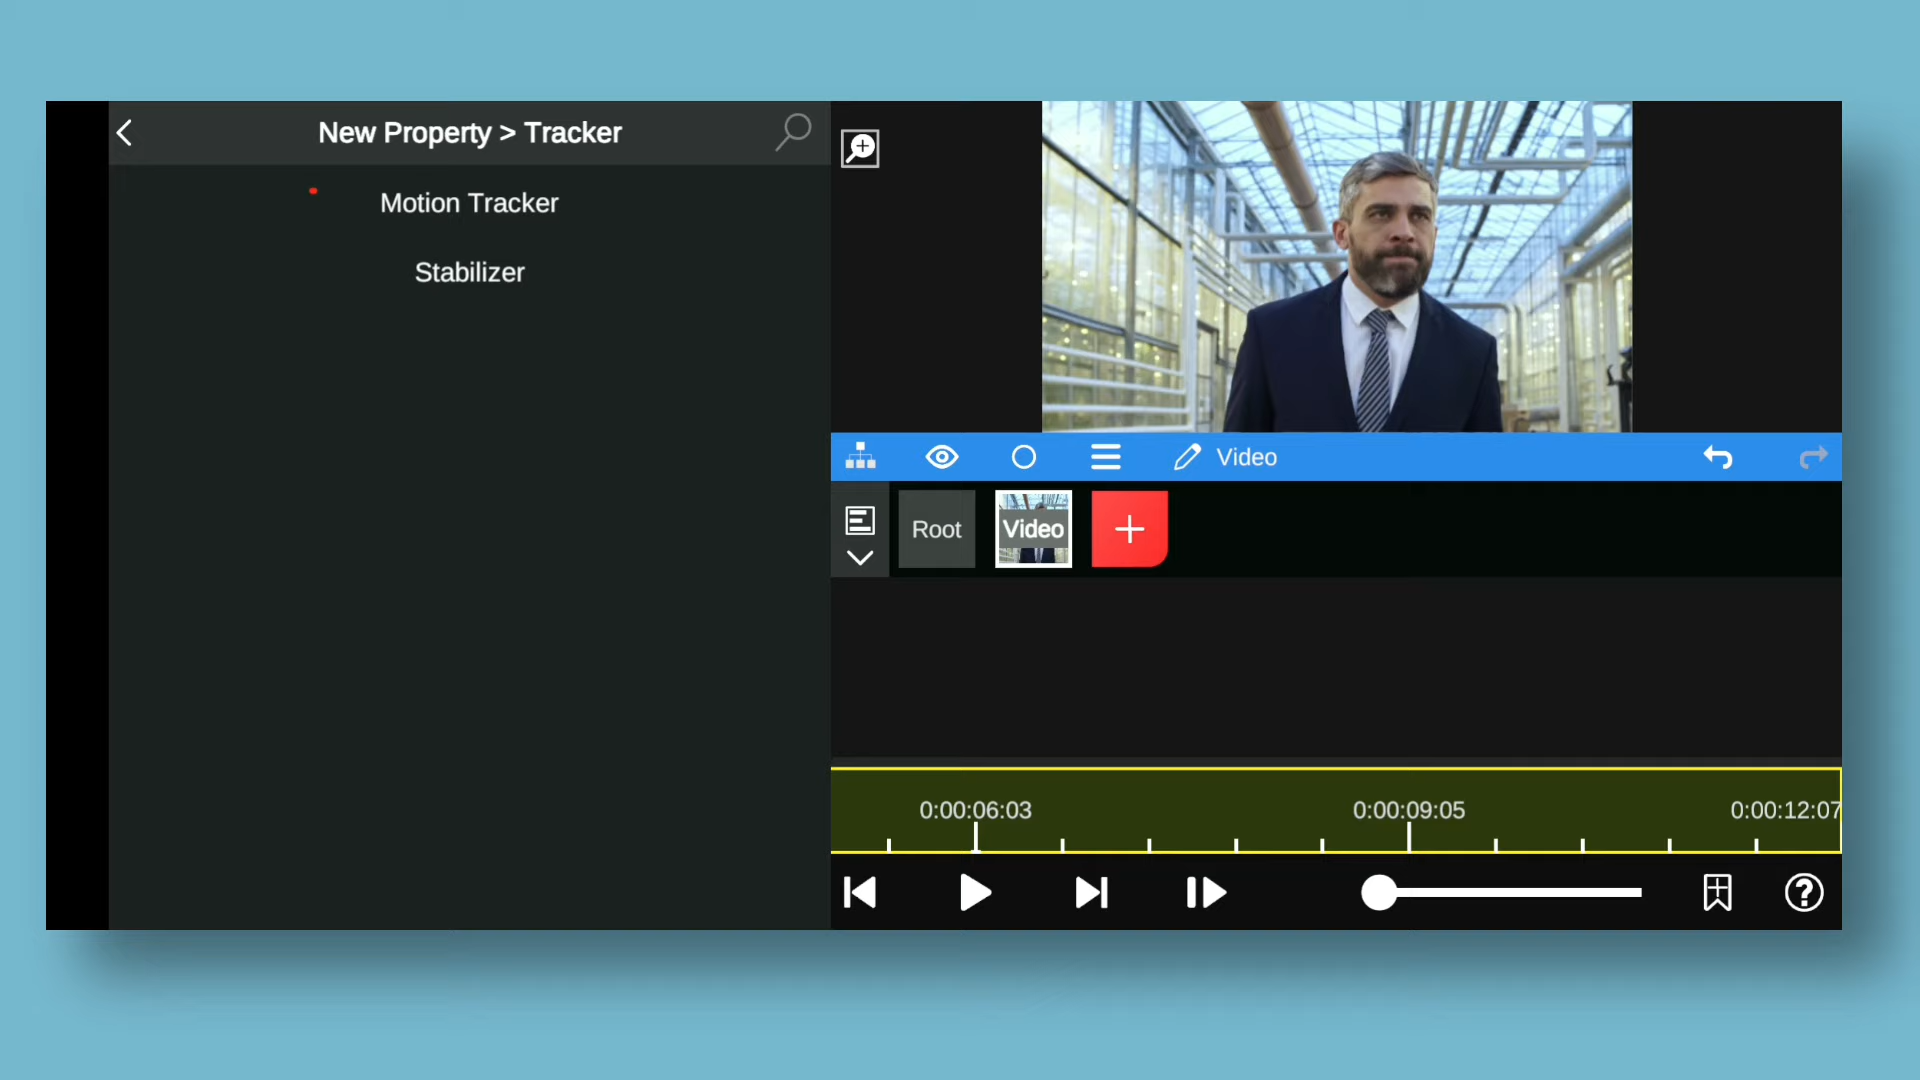 New Property > Tracker
Motion Tracker
Stabilizer
Video
Root
Video
0:00:06:03
0:00:09:05
0:00:12:07